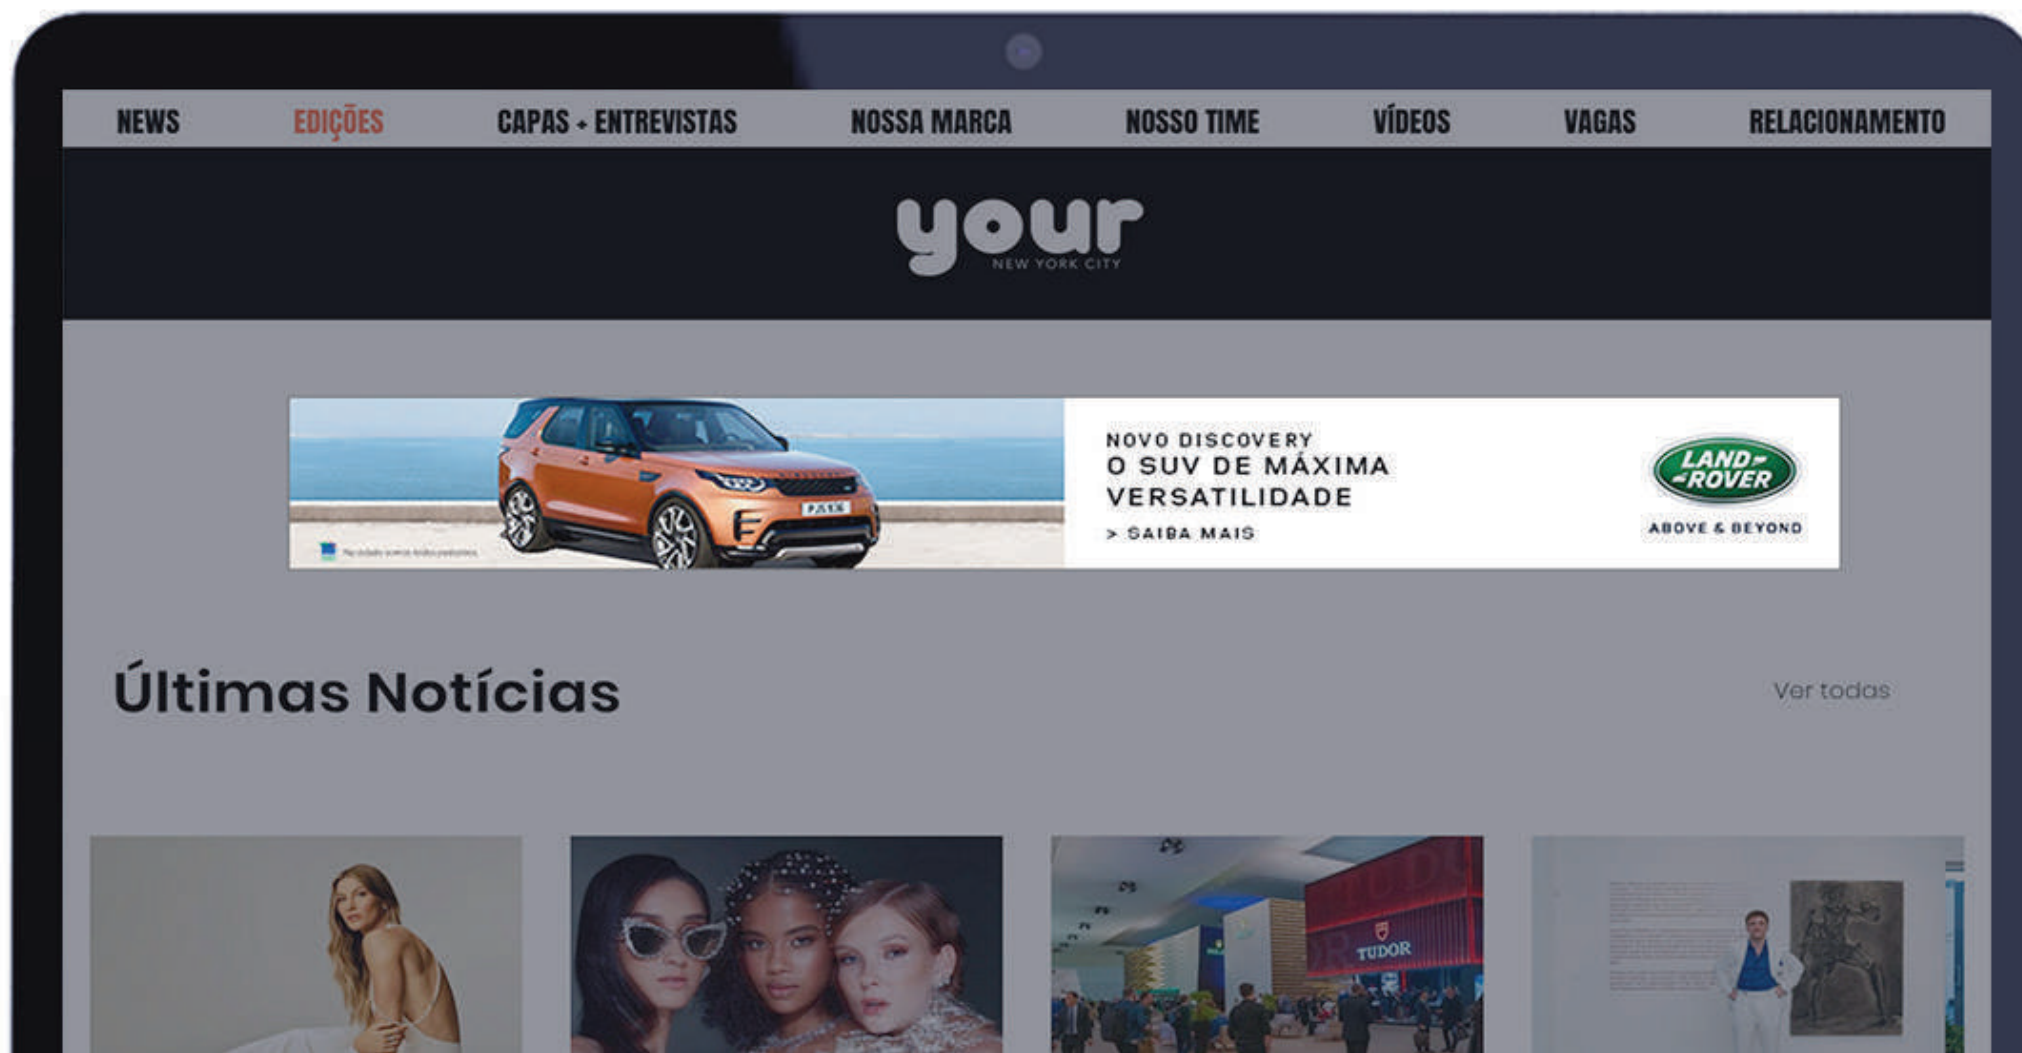 NEWS
EDIÇÕES
CAPAS + ENTREVISTAS
NOSSA MARCA
NOSSO TIME
VÍDEOS
VAGAS
RELACIONAMENTO
your
NEW YORK CITY
NOVO DISCOVERY
O SUV DE MÁXIMA
VERSATILIDADE
> SAIBA MAIS
LAND-
-ROVER
ABOVE & BEYOND
Últimas Notícias
Ver todas
TUDOR